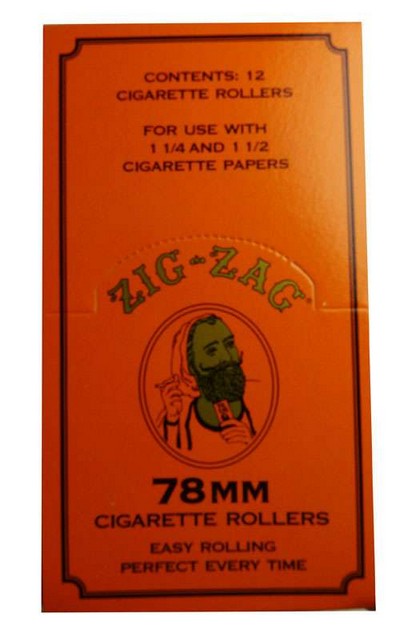 CONTENTS: 12
CIGARETTE ROLLERS
FOR USE WITH
1 1/4 AND 1 1/2
CIGARETTE PAPERS
ZIG-ZAG
78MM
CIGARETTE ROLLERS
EASY ROLLING
PERFECT EVERY TIME